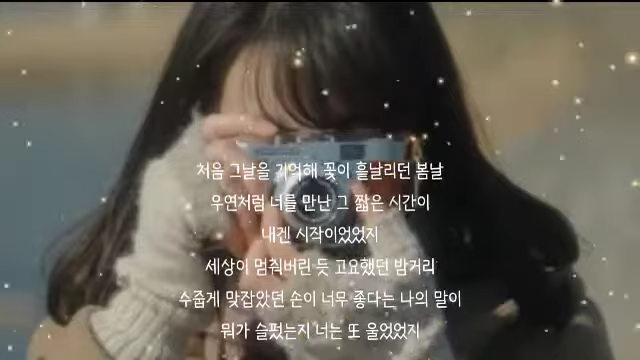 처음 그날을 기억해 꽃이 흩날리던 봄날
우연처럼 너를 만난 그 짧은 시간이
내겐 시작이었었지
세상이 멈춰버린 듯 고요했던 밤거리
수줍게 맞잡았던 손이 너무 좋다는 나의 말이
뭐가 슬펐는지 너는 또 울었었지